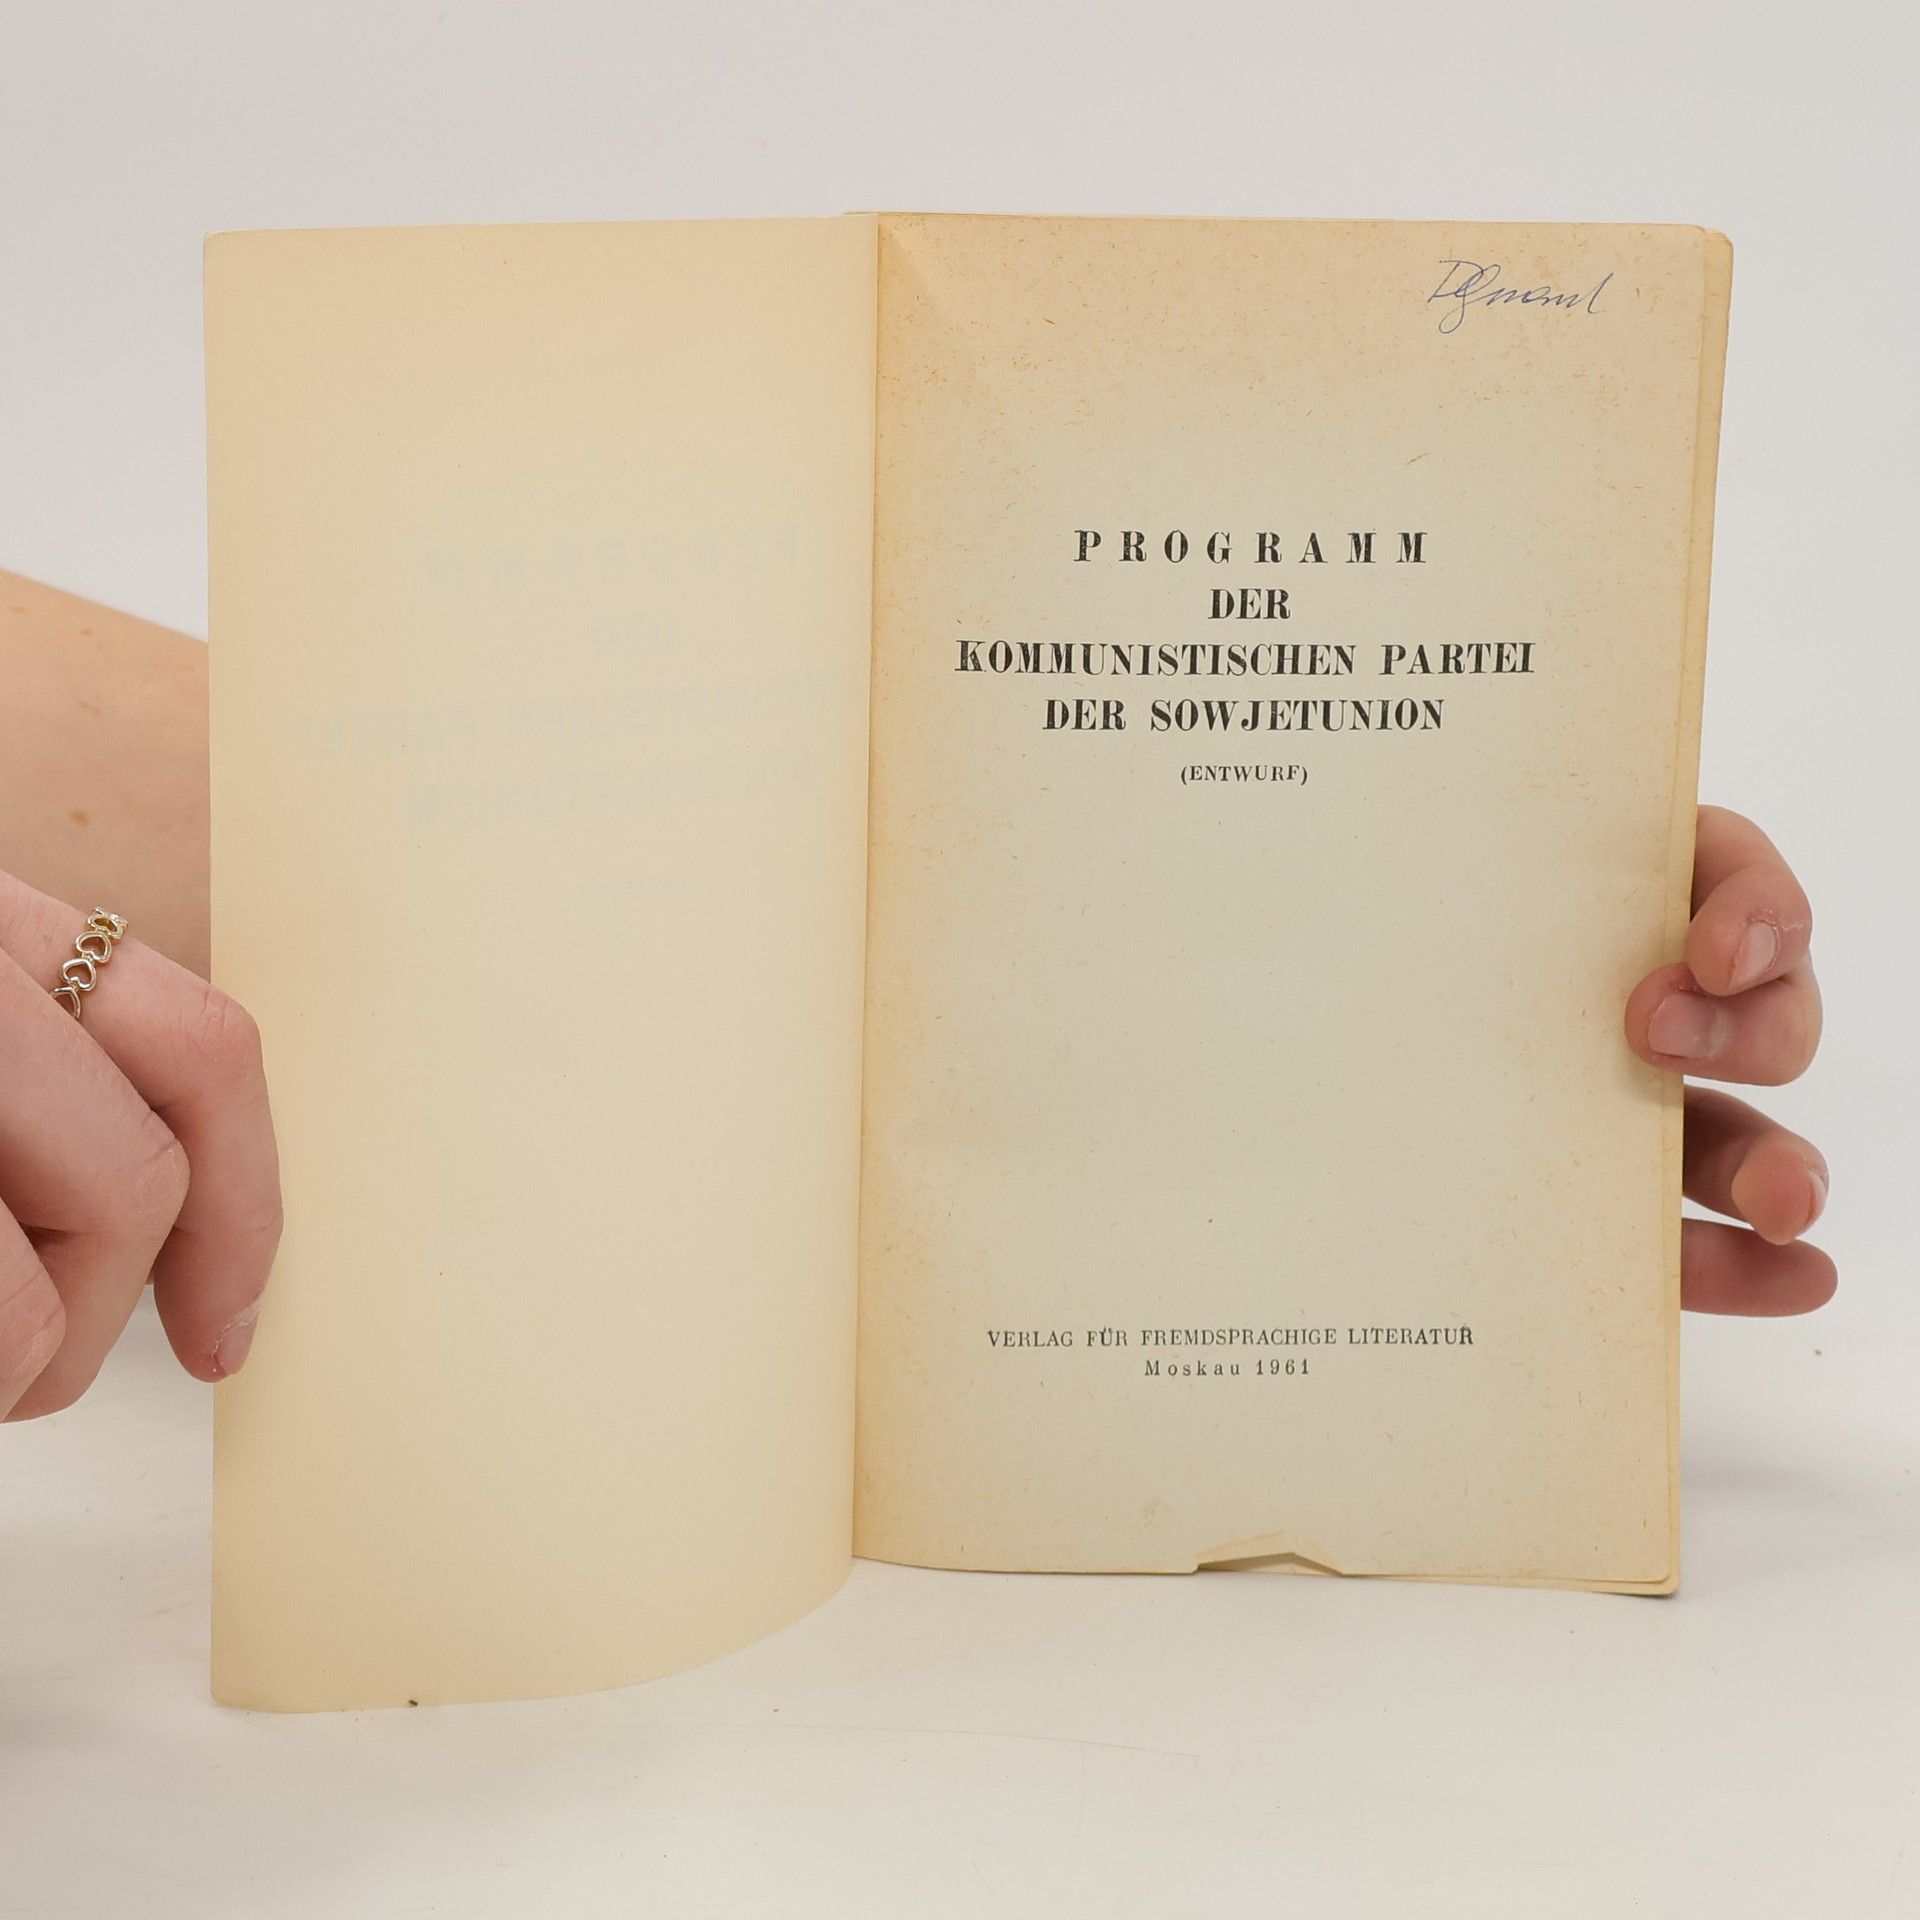 PROGRAMM
DER
KOMMUNISTISCHEN PARTEI
DER SOWJETUNION
(ENTWURF)
VERLAG FÜR FREMDSPRACHIGE LITERATUR
Moskau 1961